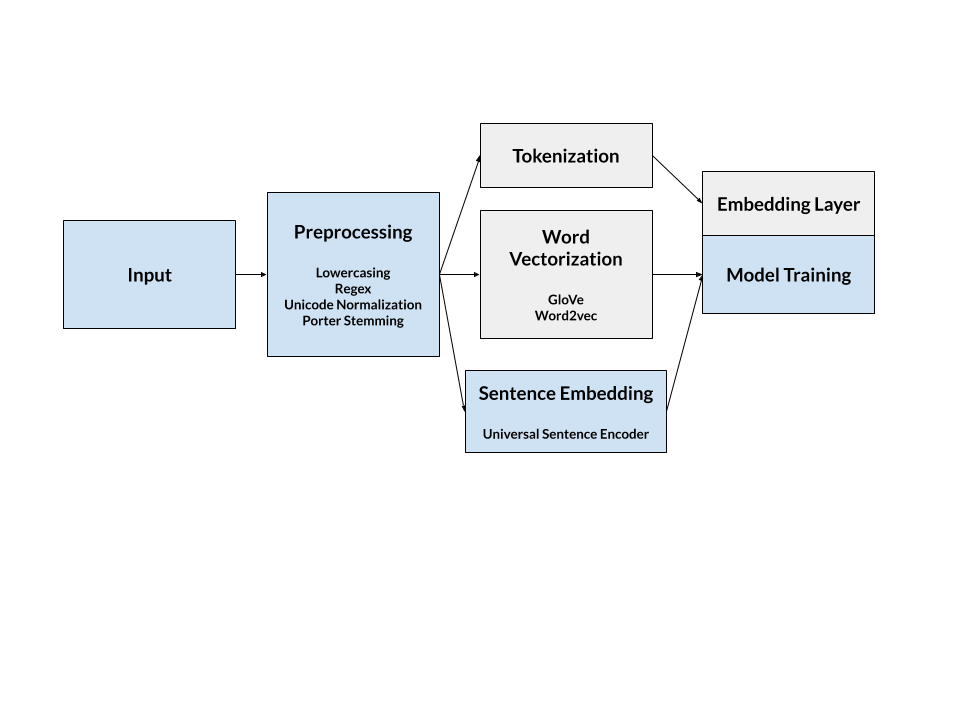 Input
Preprocessing
Lowercasing
Regex
Unicode Normalization
Porter Stemming
Tokenization
Word
Vectorization
GloVe
Word2vec
Sentence Embedding
Universal Sentence Encoder
Embedding Layer
Model Training